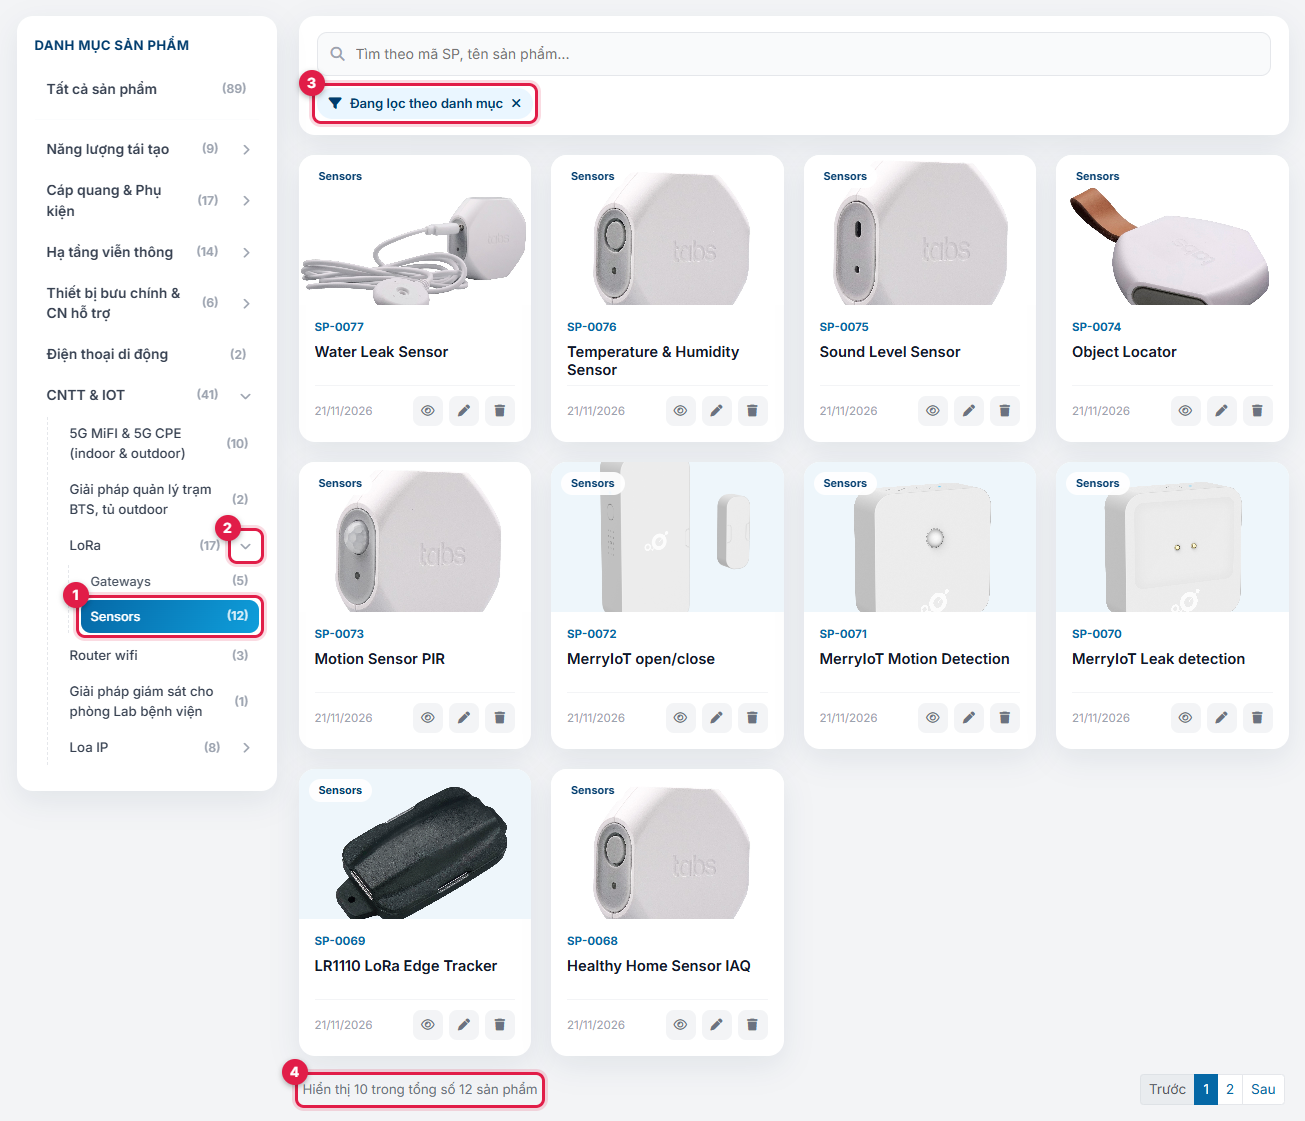 DANH MỤC SẢN PHẨM
Tất cả sản phẩm (89)
Năng lượng tái tạo (9)
Cáp quang & Phụ
kiện (17)
Hạ tầng viễn thông (14)
Thiết bị bưu chính &
CN hỗ trợ (6)
Điện thoại di động (2)
CNTT & IOT (41)
5G MiFI & 5G CPE
(indoor & outdoor) (10)
Giải pháp quản lý trạm
BTS, tủ outdoor (2)
2
LoRa (17)
Gateways (5)
1
Sensors (12)
Router wifi (3)
Giải pháp giám sát cho
phòng Lab bệnh viện (1)
Loa IP (8)
Tìm theo mã SP, tên sản phẩm...
3
Đang lọc theo danh mục ×
Sensors
tabs
SP-0077
Water Leak Sensor
21/11/2026
Sensors
tabs
SP-0076
Temperature & Humidity
Sensor
21/11/2026
Sensors
tabs
SP-0075
Sound Level Sensor
21/11/2026
Sensors
tabs
SP-0074
Object Locator
21/11/2026
Sensors
tabs
SP-0073
Motion Sensor PIR
21/11/2026
Sensors
SP-0072
MerryIoT open/close
21/11/2026
Sensors
SP-0071
MerryIoT Motion Detection
21/11/2026
Sensors
SP-0070
MerryIoT Leak detection
21/11/2026
Sensors
SP-0069
LR1110 LoRa Edge Tracker
21/11/2026
Sensors
tabs
SP-0068
Healthy Home Sensor IAQ
21/11/2026
4
Hiển thị 10 trong tổng số 12 sản phẩm
Trước 1 2 Sau